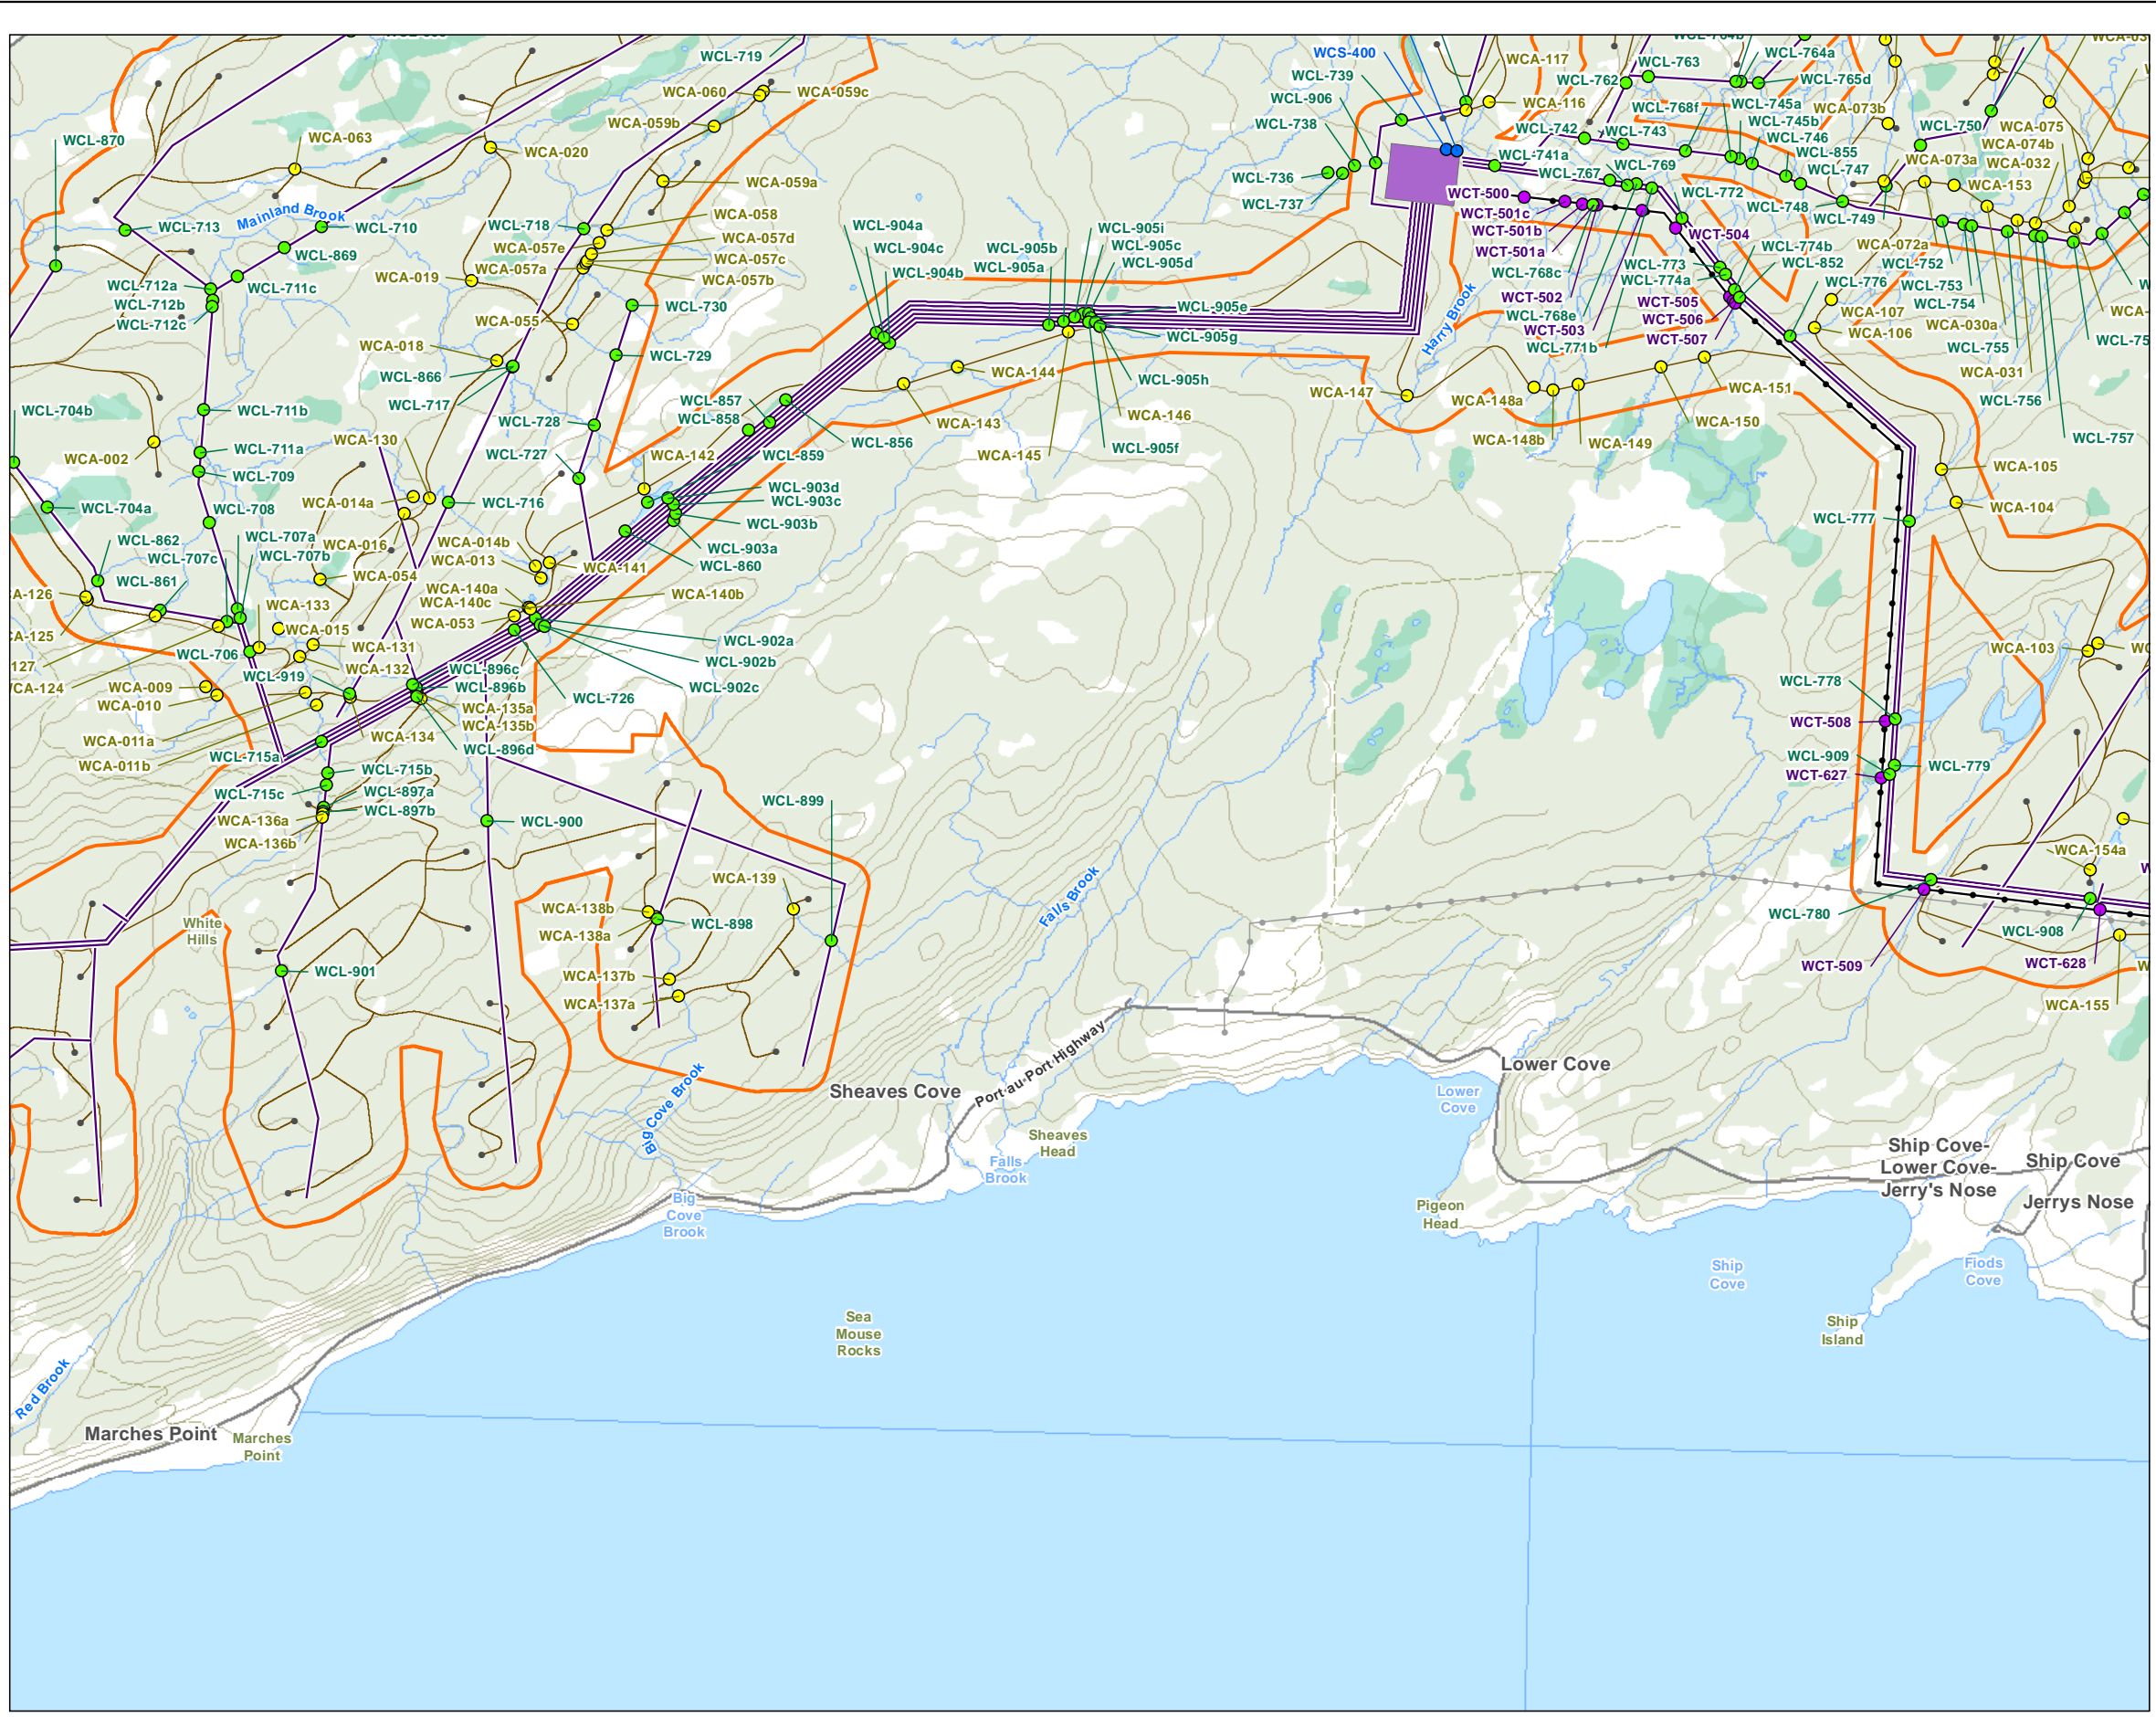 WCL-719
WCS-400
WCL-739
WCL-906
WCL-738
WCL-736
WCL-737
WCA-117
WCA-116
WCL-763
WCL-762
WCL-764a
WCL-765d
WCL-768f
WCL-745a
WCL-745b
WCL-746
WCL-855
WCL-747
WCA-073b
WCL-750
WCA-075
WCA-074b
WCA-073a
WCA-032
WCA-153
WCL-742
WCL-743
WCL-741a
WCL-767
WCL-769
WCL-772
WCL-748
WCL-749
WCT-500
WCT-501c
WCT-501b
WCT-501a
WCT-504
WCL-774b
WCL-852
WCL-773
WCL-774a
WCL-776
WCL-768c
WCT-502
WCL-768e
WCT-503
WCL-771b
WCT-505
WCT-506
WCT-507
WCA-072a
WCL-752
WCL-753
WCL-754
WCA-030a
WCL-755
WCA-031
WCL-756
WCL-757
WCA-107
WCA-106
WCL-870
WCA-063
WCA-060
WCA-059c
WCA-059b
WCA-020
WCA-059a
Mainland Brook
WCL-713
WCL-710
WCL-869
WCL-711c
WCL-712a
WCL-712b
WCL-712c
WCL-718
WCA-058
WCA-057e
WCA-057d
WCA-057c
WCA-057a
WCA-057b
WCA-019
WCA-055
WCL-730
WCL-729
WCA-018
WCL-866
WCL-717
WCL-904a
WCL-904c
WCL-904b
WCL-905b
WCL-905a
WCL-905i
WCL-905c
WCL-905d
WCL-905e
WCL-905g
WCL-905h
WCA-146
WCL-905f
WCA-145
WCA-144
WCA-143
Harry Brook
WCA-147
WCA-148a
WCA-148b
WCA-149
WCA-150
WCA-151
WCL-704b
WCL-711b
WCA-002
WCL-711a
WCL-709
WCA-130
WCL-728
WCL-727
WCL-857
WCL-858
WCL-856
WCA-142
WCL-859
WCL-903d
WCL-903c
WCL-903b
WCL-903a
WCL-860
WCL-704a
WCL-708
WCA-014a
WCL-716
WCA-016
WCA-014b
WCA-013
WCA-141
WCL-862
WCL-861
WCL-707c
WCL-707a
WCL-707b
WCA-054
WCA-140a
WCA-140c
WCA-140b
WCA-053
WCA-133
WCA-015
WCA-131
WCA-132
WCL-706
WCL-919
WCL-902a
WCL-902b
WCL-902c
WCL-726
WCL-896c
WCL-896b
WCA-135a
WCA-135b
WCL-896d
WCA-009
WCA-010
WCA-011a
WCA-011b
WCA-134
WCL-715a
WCL-715b
WCL-715c
WCL-897a
WCL-897b
WCA-136a
WCA-136b
WCL-900
WCL-899
WCA-139
WCA-138b
WCA-138a
WCL-898
WCA-137b
WCA-137a
White
Hills
WCL-901
WCA-105
WCA-104
WCL-777
WCA-103
WCL-778
WCT-508
WCL-909
WCT-627
WCL-779
WCA-154a
WCL-780
WCL-908
WCT-509
WCT-628
WCA-155
Falls Brook
Big Cove Brook
Port-au-Port Highway
Sheaves Cove
Sheaves
Head
Falls
Brook
Big
Cove
Brook
Lower Cove
Lower
Cove
Pigeon
Head
Ship Cove-
Lower Cove-
Jerry's Nose
Ship Cove
Jerrys Nose
Ship
Cove
Fiods
Cove
Ship
Island
Sea
Mouse
Rocks
Red Brook
Marches Point
Marches
Point